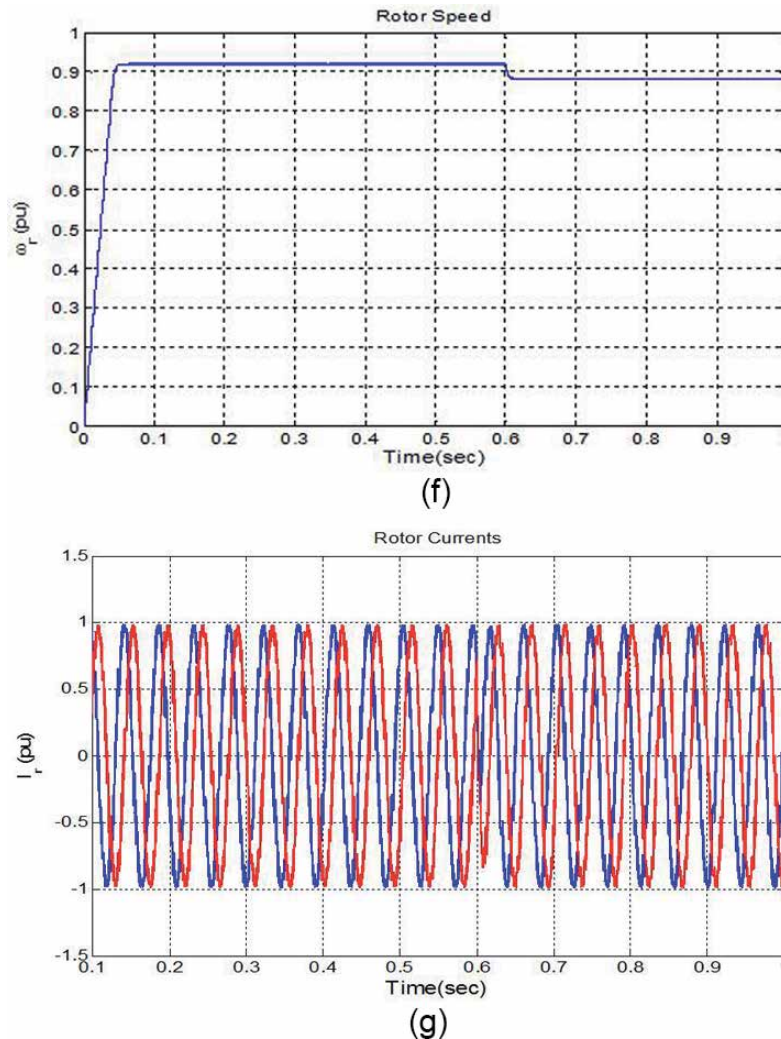 Rotor Speed
1
0.9
0.8
0.7
0.6
0.5
0.4
0.3
0.2
0.1
0
ω_r (pu)
0 0.1 0.2 0.3 0.4 0.5 0.6 0.7 0.8 0.9
Time(sec)
(f)
Rotor Currents
1.5
1
0.5
0
-0.5
-1
-1.5
I_r (pu)
0.1 0.2 0.3 0.4 0.5 0.6 0.7 0.8 0.9
Time(sec)
(g)